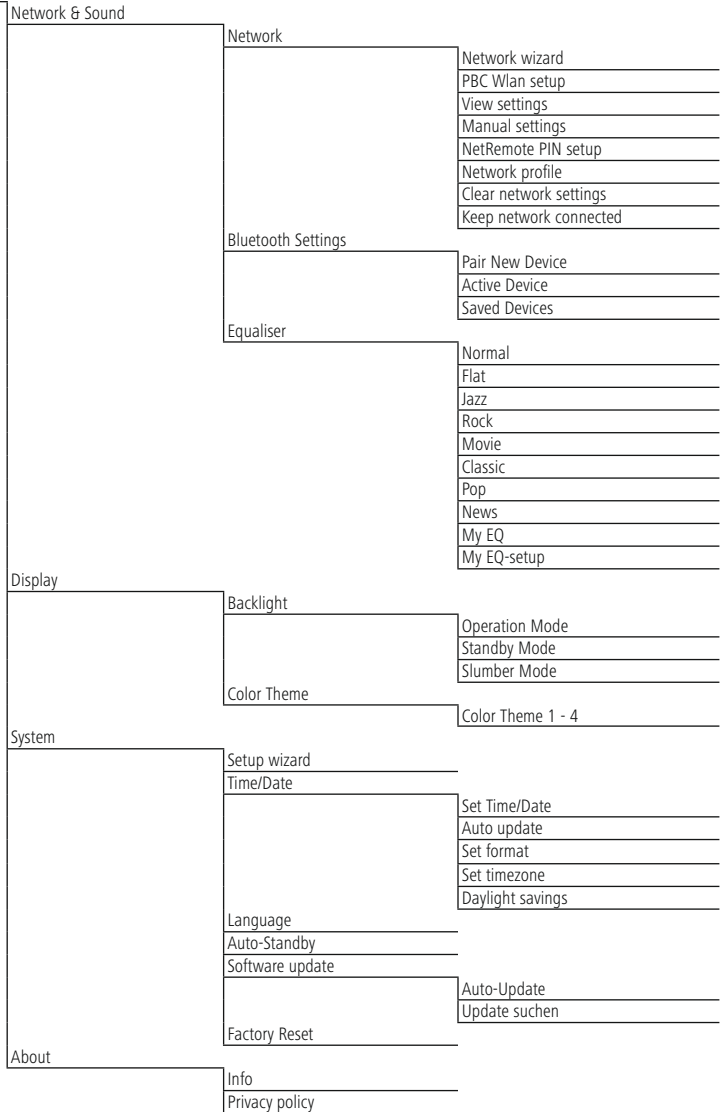 Network & Sound
Network
Network wizard
PBC Wlan setup
View settings
Manual settings
NetRemote PIN setup
Network profile
Clear network settings
Keep network connected
Bluetooth Settings
Pair New Device
Active Device
Saved Devices
Equaliser
Normal
Flat
Jazz
Rock
Movie
Classic
Pop
News
My EQ
My EQ-setup
Display
Backlight
Operation Mode
Standby Mode
Slumber Mode
Color Theme
Color Theme 1 - 4
System
Setup wizard
Time/Date
Set Time/Date
Auto update
Set format
Set timezone
Daylight savings
Language
Auto-Standby
Software update
Auto-Update
Update suchen
Factory Reset
About
Info
Privacy policy